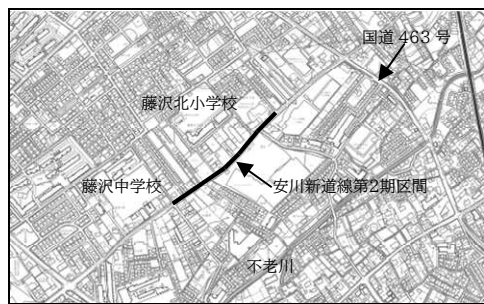 国道 463 号
藤沢北小学校
藤沢中学校
安川新道線第2期区間
不老川